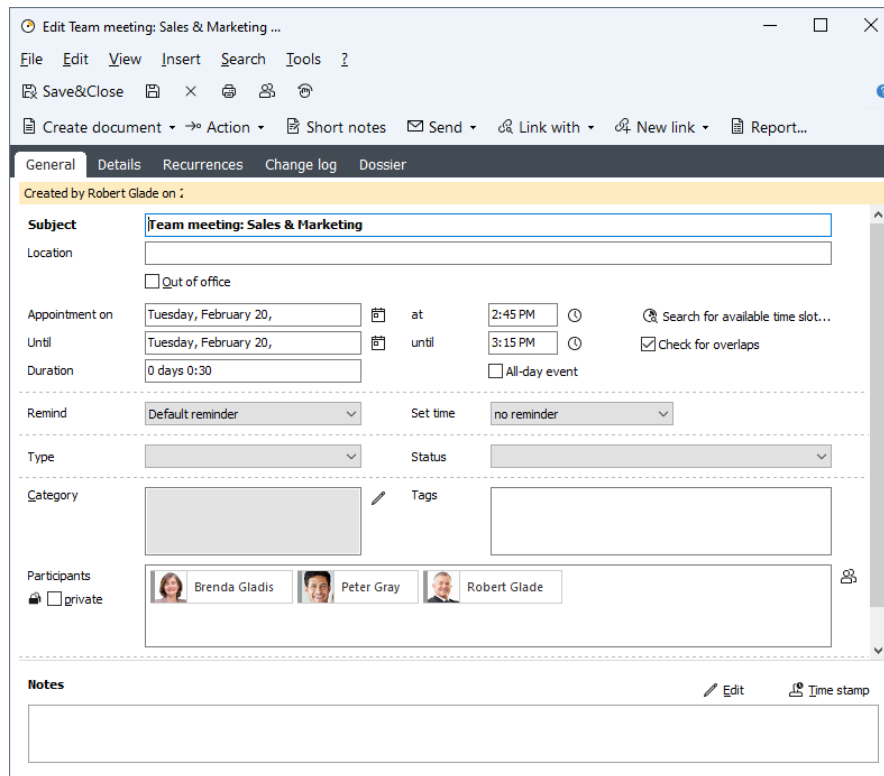 Edit Team meeting: Sales & Marketing ...
File Edit View Insert Search Tools ?
Save&Close
Create document Action Short notes Send Link with New link Report...
General Details Recurrences Change log Dossier
Created by Robert Glade on
Subject Team meeting: Sales & Marketing
Location
Out of office
Appointment on Tuesday, February 20, at 2:45 PM Search for available time slot...
Until Tuesday, February 20, until 3:15 PM Check for overlaps
Duration 0 days 0:30 All-day event
Remind Default reminder Set time no reminder
Type Status
Category Tags
Participants Brenda Gladis Peter Gray Robert Glade
private
Notes Edit Time stamp